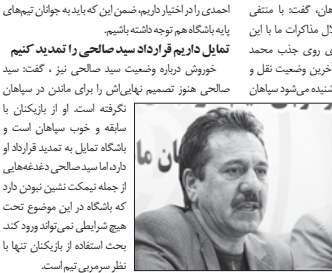 احمدی را در اختیار داریم، ضمن این که باید به جوانان تیم‌های
پایه باشگاه هم توجه داشته باشیم.
تمایل داریم قرارداد سید صالحی را تمدید کنیم
خوروش درباره وضعیت سید صالحی نیز ، گفت: سید
صالحی هنوز تصمیم نهایی‌اش را برای ماندن در سپاهان
نگرفته است. او از بازیکنان با
سابقه و خوب سپاهان است و
باشگاه تمایل به تمدید قرارداد او
دارد، اما سید صالحی دغدغه‌هایی
از جمله نیمکت نشین نبودن دارد
که باشگاه در این موضوع تحت
هیچ شرایطی نمی‌تواند ورود کند.
بحث استفاده از بازیکنان تنها با
نظر سرمربی تیم است.
هان، گفت: با منتفی
لال مذاکرات ما با این
ی روی جذب محمد
آخرین وضعیت نقل و
شنیده می‌شود سپاهان